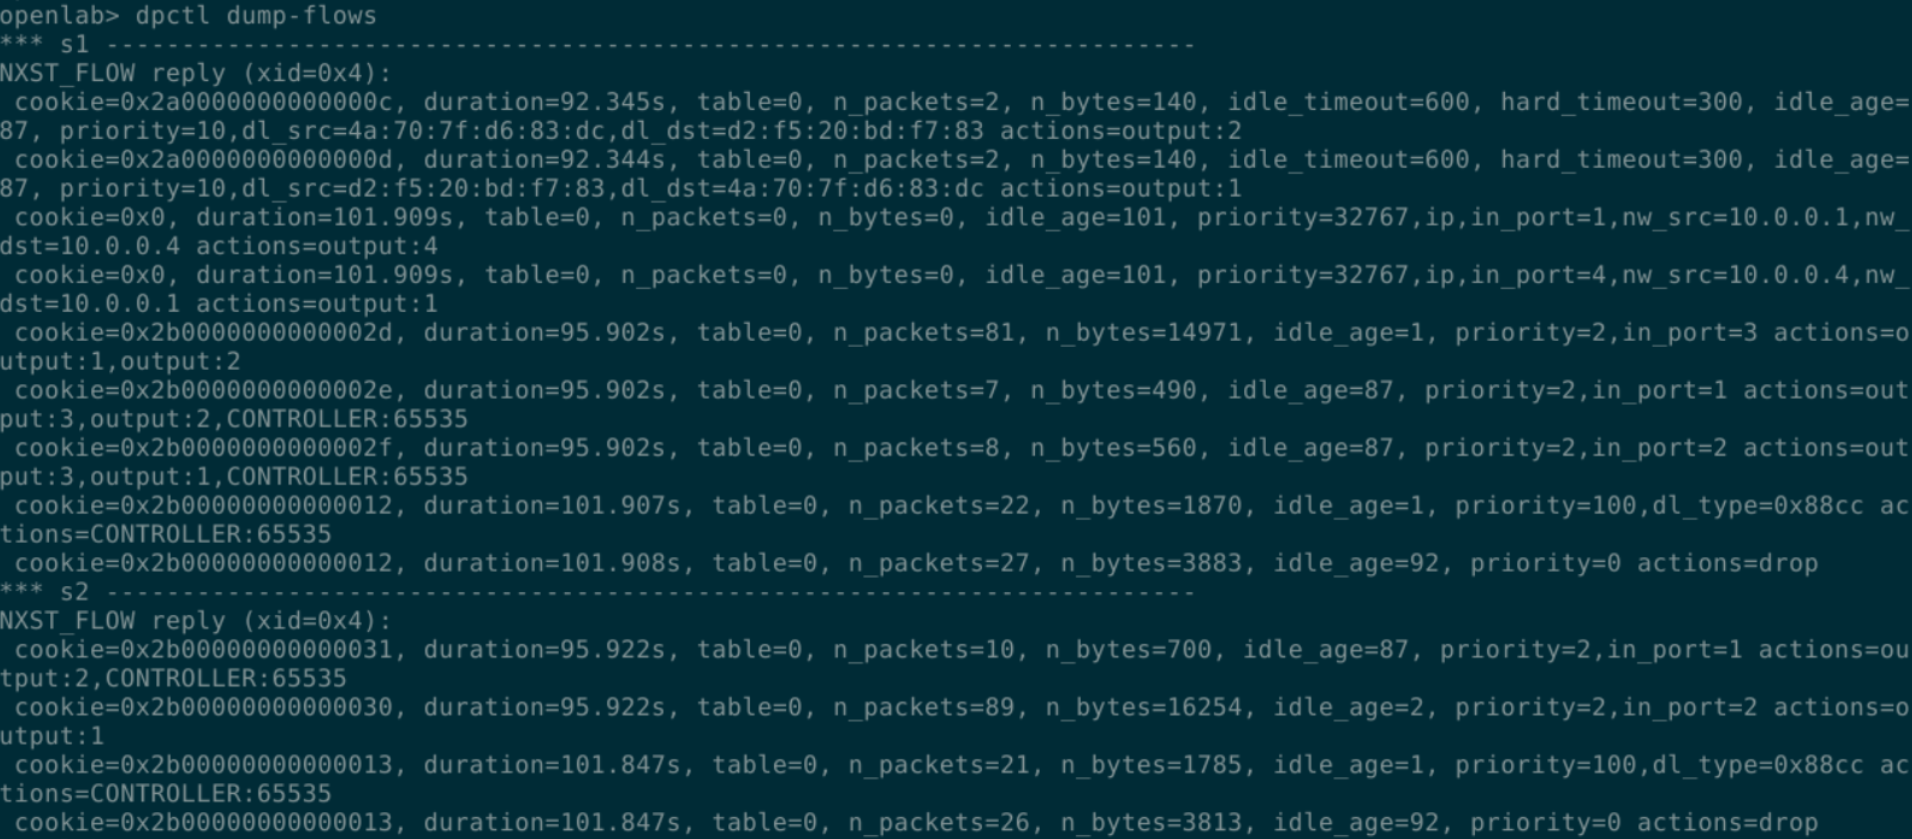 openlab> dpctl dump-flows
*** s1 ------------------------------------------------------------------------
NXST_FLOW reply (xid=0x4):
 cookie=0x2a0000000000000c, duration=92.345s, table=0, n_packets=2, n_bytes=140, idle_timeout=600, hard_timeout=300, idle_age=
87, priority=10,dl_src=4a:70:7f:d6:83:dc,dl_dst=d2:f5:20:bd:f7:83 actions=output:2
 cookie=0x2a0000000000000d, duration=92.344s, table=0, n_packets=2, n_bytes=140, idle_timeout=600, hard_timeout=300, idle_age=
87, priority=10,dl_src=d2:f5:20:bd:f7:83,dl_dst=4a:70:7f:d6:83:dc actions=output:1
 cookie=0x0, duration=101.909s, table=0, n_packets=0, n_bytes=0, idle_age=101, priority=32767,ip,in_port=1,nw_src=10.0.0.1,nw_
dst=10.0.0.4 actions=output:4
 cookie=0x0, duration=101.909s, table=0, n_packets=0, n_bytes=0, idle_age=101, priority=32767,ip,in_port=4,nw_src=10.0.0.4,nw_
dst=10.0.0.1 actions=output:1
 cookie=0x2b0000000000002d, duration=95.902s, table=0, n_packets=81, n_bytes=14971, idle_age=1, priority=2,in_port=3 actions=o
utput:1,output:2
 cookie=0x2b0000000000002e, duration=95.902s, table=0, n_packets=7, n_bytes=490, idle_age=87, priority=2,in_port=1 actions=out
put:3,output:2,CONTROLLER:65535
 cookie=0x2b0000000000002f, duration=95.902s, table=0, n_packets=8, n_bytes=560, idle_age=87, priority=2,in_port=2 actions=out
put:3,output:1,CONTROLLER:65535
 cookie=0x2b00000000000012, duration=101.907s, table=0, n_packets=22, n_bytes=1870, idle_age=1, priority=100,dl_type=0x88cc ac
tions=CONTROLLER:65535
 cookie=0x2b00000000000012, duration=101.908s, table=0, n_packets=27, n_bytes=3883, idle_age=92, priority=0 actions=drop
*** s2 ------------------------------------------------------------------------
NXST_FLOW reply (xid=0x4):
 cookie=0x2b00000000000031, duration=95.922s, table=0, n_packets=10, n_bytes=700, idle_age=87, priority=2,in_port=1 actions=ou
tput:2,CONTROLLER:65535
 cookie=0x2b00000000000030, duration=95.922s, table=0, n_packets=89, n_bytes=16254, idle_age=2, priority=2,in_port=2 actions=o
utput:1
 cookie=0x2b00000000000013, duration=101.847s, table=0, n_packets=21, n_bytes=1785, idle_age=1, priority=100,dl_type=0x88cc ac
tions=CONTROLLER:65535
 cookie=0x2b00000000000013, duration=101.847s, table=0, n_packets=26, n_bytes=3813, idle_age=92, priority=0 actions=drop